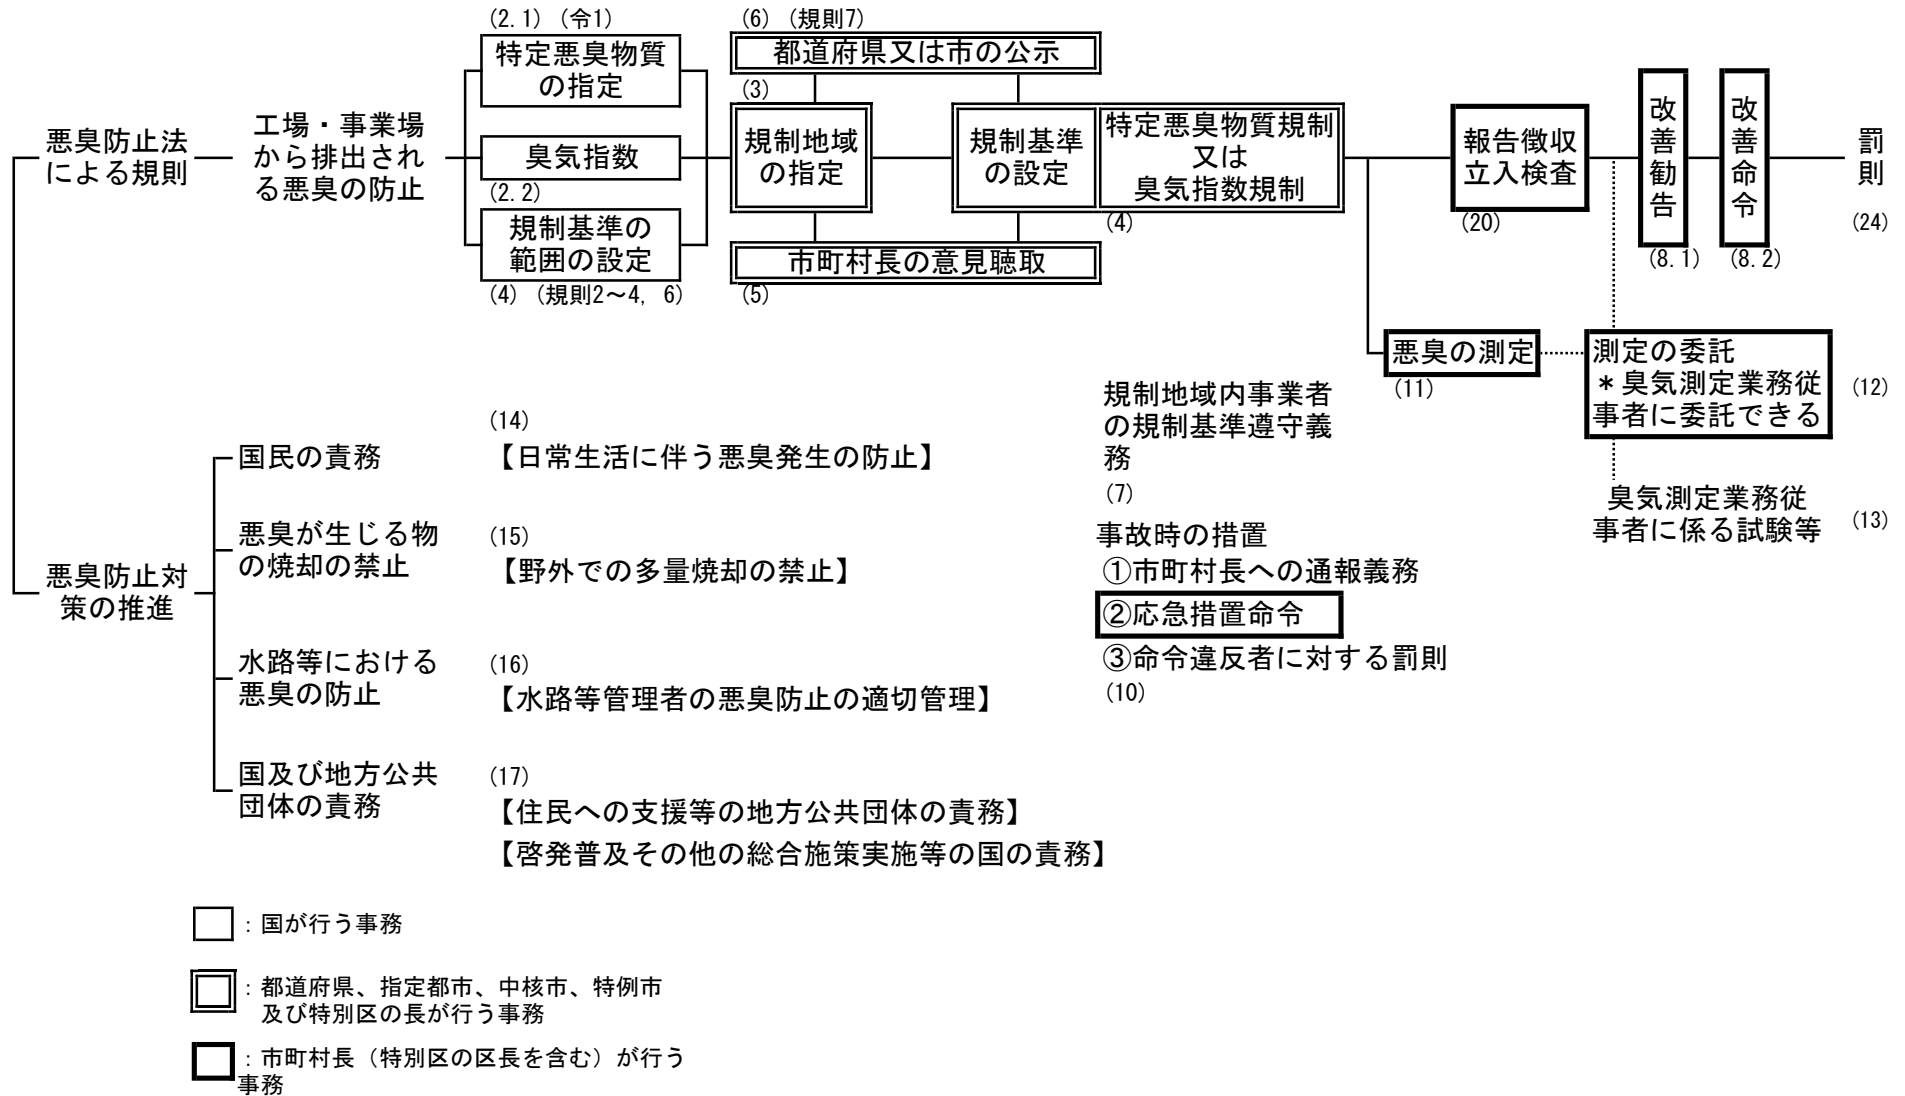 (2.1) (令1)
特定悪臭物質
の指定
臭気指数
(2.2)
規制基準の
範囲の設定
(4) (規則2～4, 6)
悪臭防止法
による規則
工場・事業場
から排出され
る悪臭の防止
(6) (規則7)
都道府県又は市の公示
(3)
規制地域
の指定
規制基準
の設定
特定悪臭物質規制
又は
臭気指数規制
(4)
市町村長の意見聴取
(5)
報告徴収
立入検査
(20)
改善勧告
(8.1)
改善命令
(8.2)
罰則
(24)
悪臭の測定
(11)
測定の委託
＊臭気測定業務従
事者に委託できる
(12)
臭気測定業務従
事者に係る試験等
(13)
規制地域内事業者
の規制基準遵守義
務
(7)
事故時の措置
①市町村長への通報義務
②応急措置命令
③命令違反者に対する罰則
(10)
悪臭防止対
策の推進
国民の責務
(14)
【日常生活に伴う悪臭発生の防止】
悪臭が生じる物
の焼却の禁止
(15)
【野外での多量焼却の禁止】
水路等における
悪臭の防止
(16)
【水路等管理者の悪臭防止の適切管理】
国及び地方公共
団体の責務
(17)
【住民への支援等の地方公共団体の責務】
【啓発普及その他の総合施策実施等の国の責務】
：国が行う事務
：都道府県、指定都市、中核市、特例市
及び特別区の長が行う事務
：市町村長（特別区の区長を含む）が行う
事務